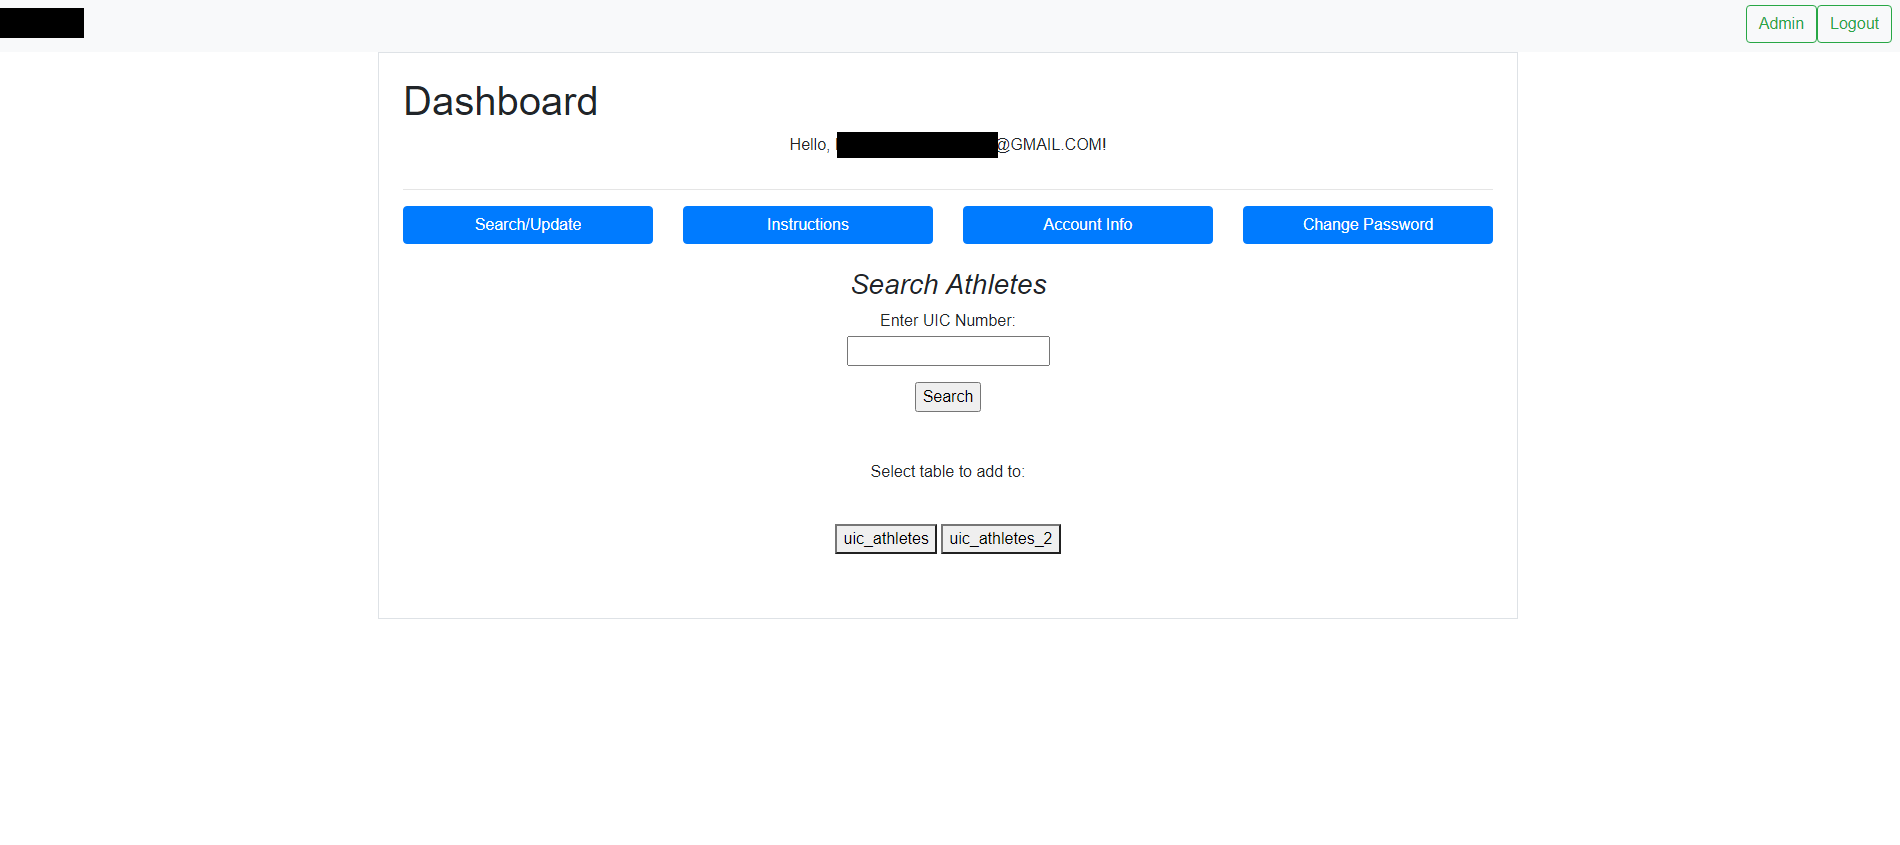 Admin Logout
Dashboard
Hello, @GMAIL.COM!
Search/Update Instructions Account Info Change Password
Search Athletes
Enter UIC Number:
Search
Select table to add to:
uic_athletes uic_athletes_2